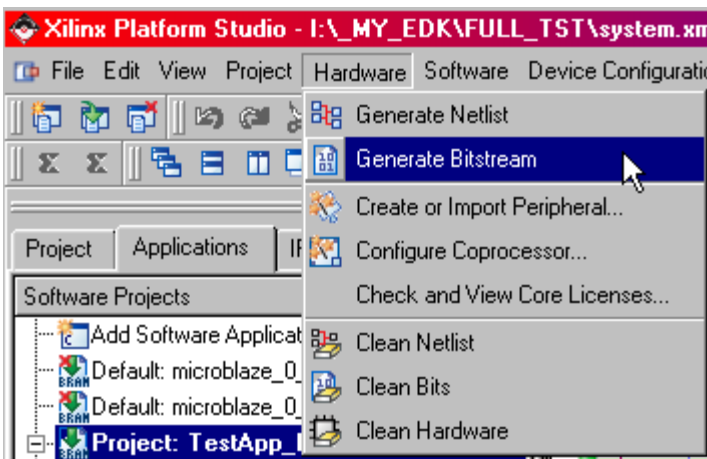 Xilinx Platform Studio - I:\_MY_EDK\FULL_TST\system.xm
File Edit View Project Hardware Software Device Configuratio
Generate Netlist
Generate Bitstream
Create or Import Peripheral...
Project Applications
Configure Coprocessor...
Software Projects
Check and View Core Licenses...
Add Software Applicat
Clean Netlist
Default: microblaze_0_
Default: microblaze_0_
Clean Bits
Project: TestApp_
Clean Hardware